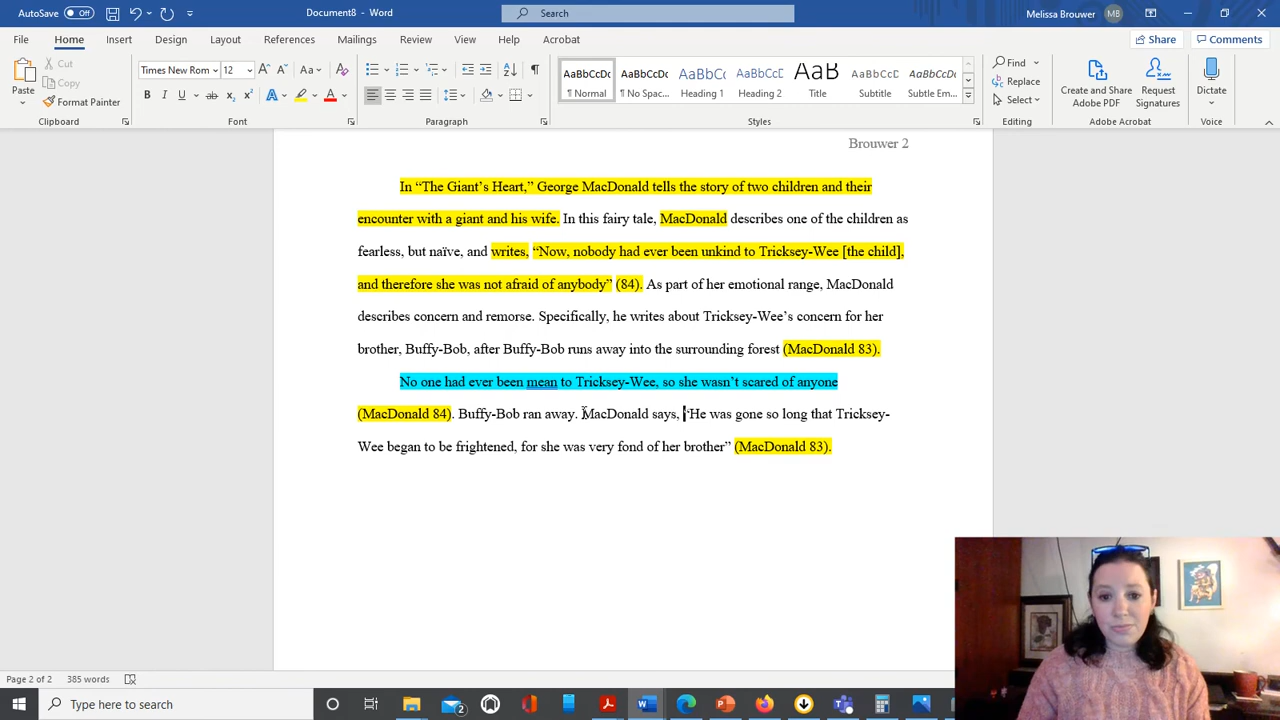 AutoSave Off
Document8 - Word
Search
Melissa Brouwer MB
File Home Insert Design Layout References Mailings Review View Help Acrobat
Share Comments
Cut
Copy
Format Painter
Paste
Times New Rom 12
AaBbCcDc AaBbCcDc AaBbC AaBbCcD AaB AaBbCcD AaBbCcDc
¶ Normal ¶ No Spac... Heading 1 Heading 2 Title Subtitle Subtle Em...
Find
Replace
Select
Create and Share
Adobe PDF
Request
Signatures
Dictate
Clipboard Font Paragraph Styles Editing Adobe Acrobat Voice
Brouwer 2
In “The Giant’s Heart,” George MacDonald tells the story of two children and their
encounter with a giant and his wife. In this fairy tale, MacDonald describes one of the children as
fearless, but naïve, and writes, “Now, nobody had ever been unkind to Tricksey-Wee [the child],
and therefore she was not afraid of anybody” (84). As part of her emotional range, MacDonald
describes concern and remorse. Specifically, he writes about Tricksey-Wee’s concern for her
brother, Buffy-Bob, after Buffy-Bob runs away into the surrounding forest (MacDonald 83).
No one had ever been mean to Tricksey-Wee, so she wasn’t scared of anyone
(MacDonald 84). Buffy-Bob ran away. MacDonald says, “He was gone so long that Tricksey-
Wee began to be frightened, for she was very fond of her brother” (MacDonald 83).
Page 2 of 2 385 words
Type here to search